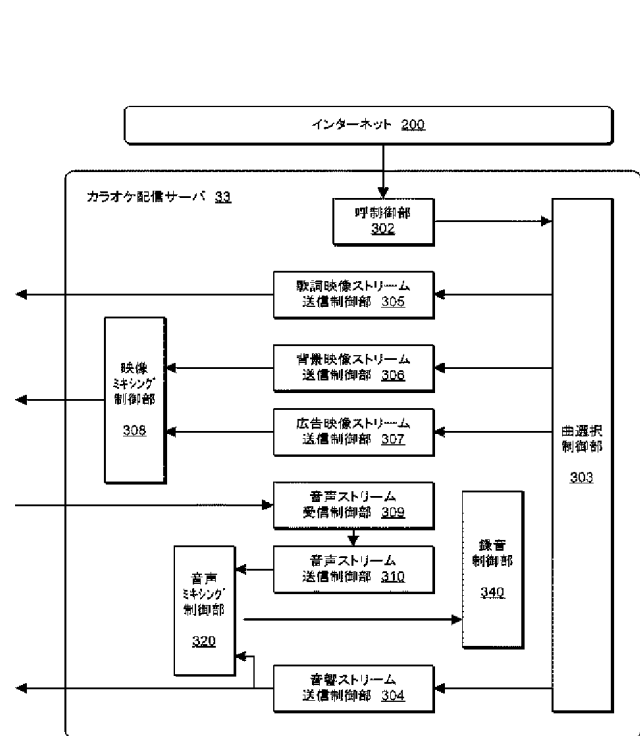 インターネット 200
カラオケ配信サーバ 33
呼制御部
302
歌詞映像ストリーム
送信制御部 305
背景映像ストリーム
送信制御部 306
映像
ミキシング
制御部
308
広告映像ストリーム
送信制御部 307
曲選択
制御部
303
音声ストリーム
受信制御部 309
音声ストリーム
送信制御部 310
録音
制御部
340
音声
ミキシング
制御部
320
音響ストリーム
送信制御部 304